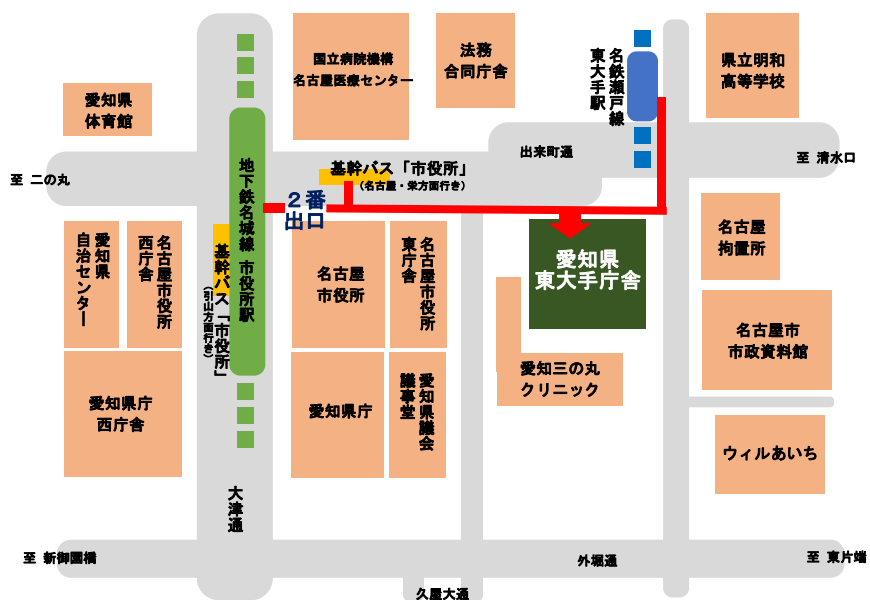 国立病院機構
名古屋医療センター
法務
合同庁舎
名鉄瀬戸線
東大手駅
県立明和
高等学校
愛知県
体育館
出来町通
至 清水口
至 二の丸
基幹バス「市役所」
(名古屋・栄方面行き)
地下鉄名城線 市役所駅
2番
出口
愛知県
自治センター
名古屋市役所
西庁舎
基幹バス「市役所」
(引山方面行き)
名古屋
市役所
名古屋市役所
東庁舎
愛知県
東大手庁舎
名古屋
拘置所
名古屋市
市政資料館
愛知三の丸
クリニック
愛知県庁
西庁舎
愛知県庁
愛知県議会
議事堂
ウィルあいち
大津通
至 新御園橋
外堀通
至 東片端
久屋大通